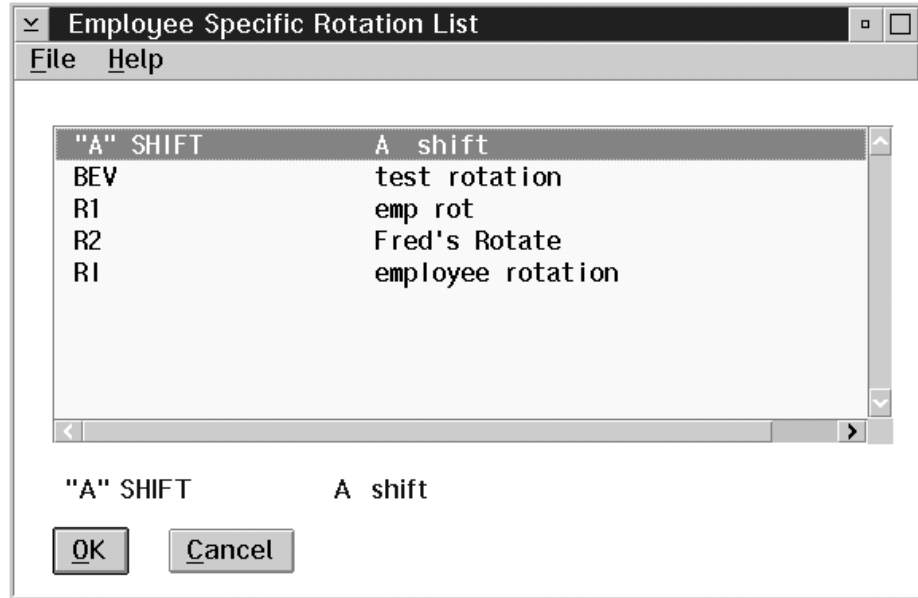 Employee Specific Rotation List
File Help
"A" SHIFT A shift
BEV test rotation
R1 emp rot
R2 Fred's Rotate
RI employee rotation
"A" SHIFT A shift
OK Cancel